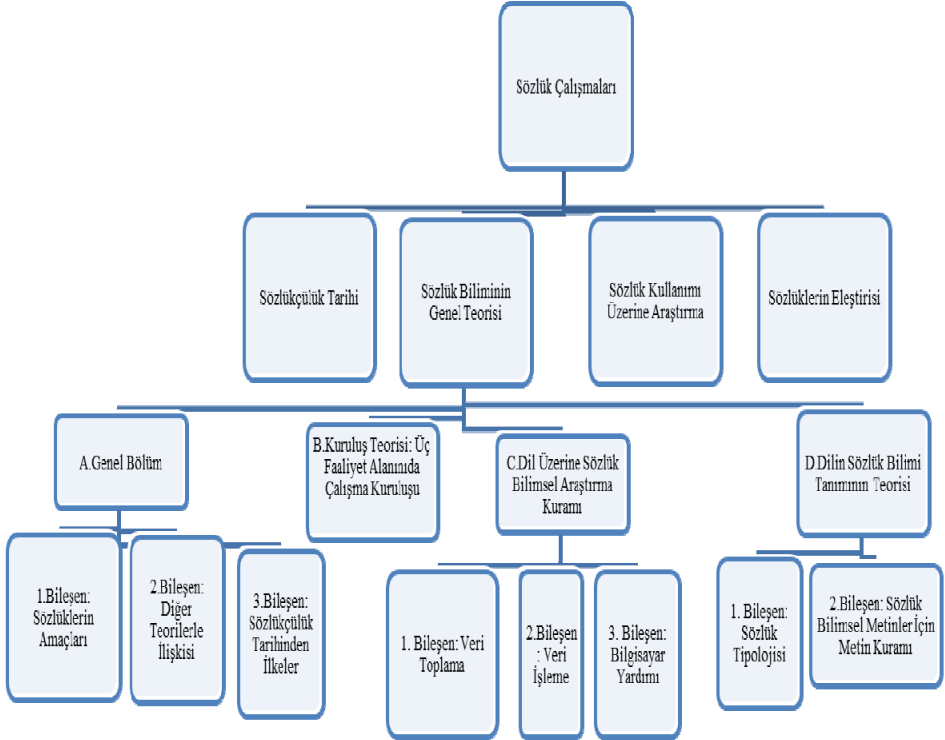 Sözlük Çalışmaları
Sözlükçülük Tarihi
Sözlük Biliminin
Genel Teorisi
Sözlük Kullanımı
Üzerine Araştırma
Sözlüklerin Eleştirisi
A.Genel Bölüm
B.Kuruluş Teorisi: Üç
Faaliyet Alanınıda
Çalışma Kuruluşu
C.Dil Üzerine Sözlük
Bilimsel Araştırma
Kuramı
D.Dilin Sözlük Bilimi
Tanımının Teorisi
1.Bileşen:
Sözlüklerin
Amaçları
2.Bileşen:
Diğer
Teorilerle
İlişkisi
3.Bileşen:
Sözlükçülük
Tarihinden
İlkeler
1. Bileşen: Veri
Toplama
2.Bileşen
: Veri
İşleme
3. Bileşen:
Bilgisayar
Yardımı
1. Bileşen:
Sözlük
Tipolojisi
2.Bileşen: Sözlük
Bilimsel Metinler İçin
Metin Kuramı